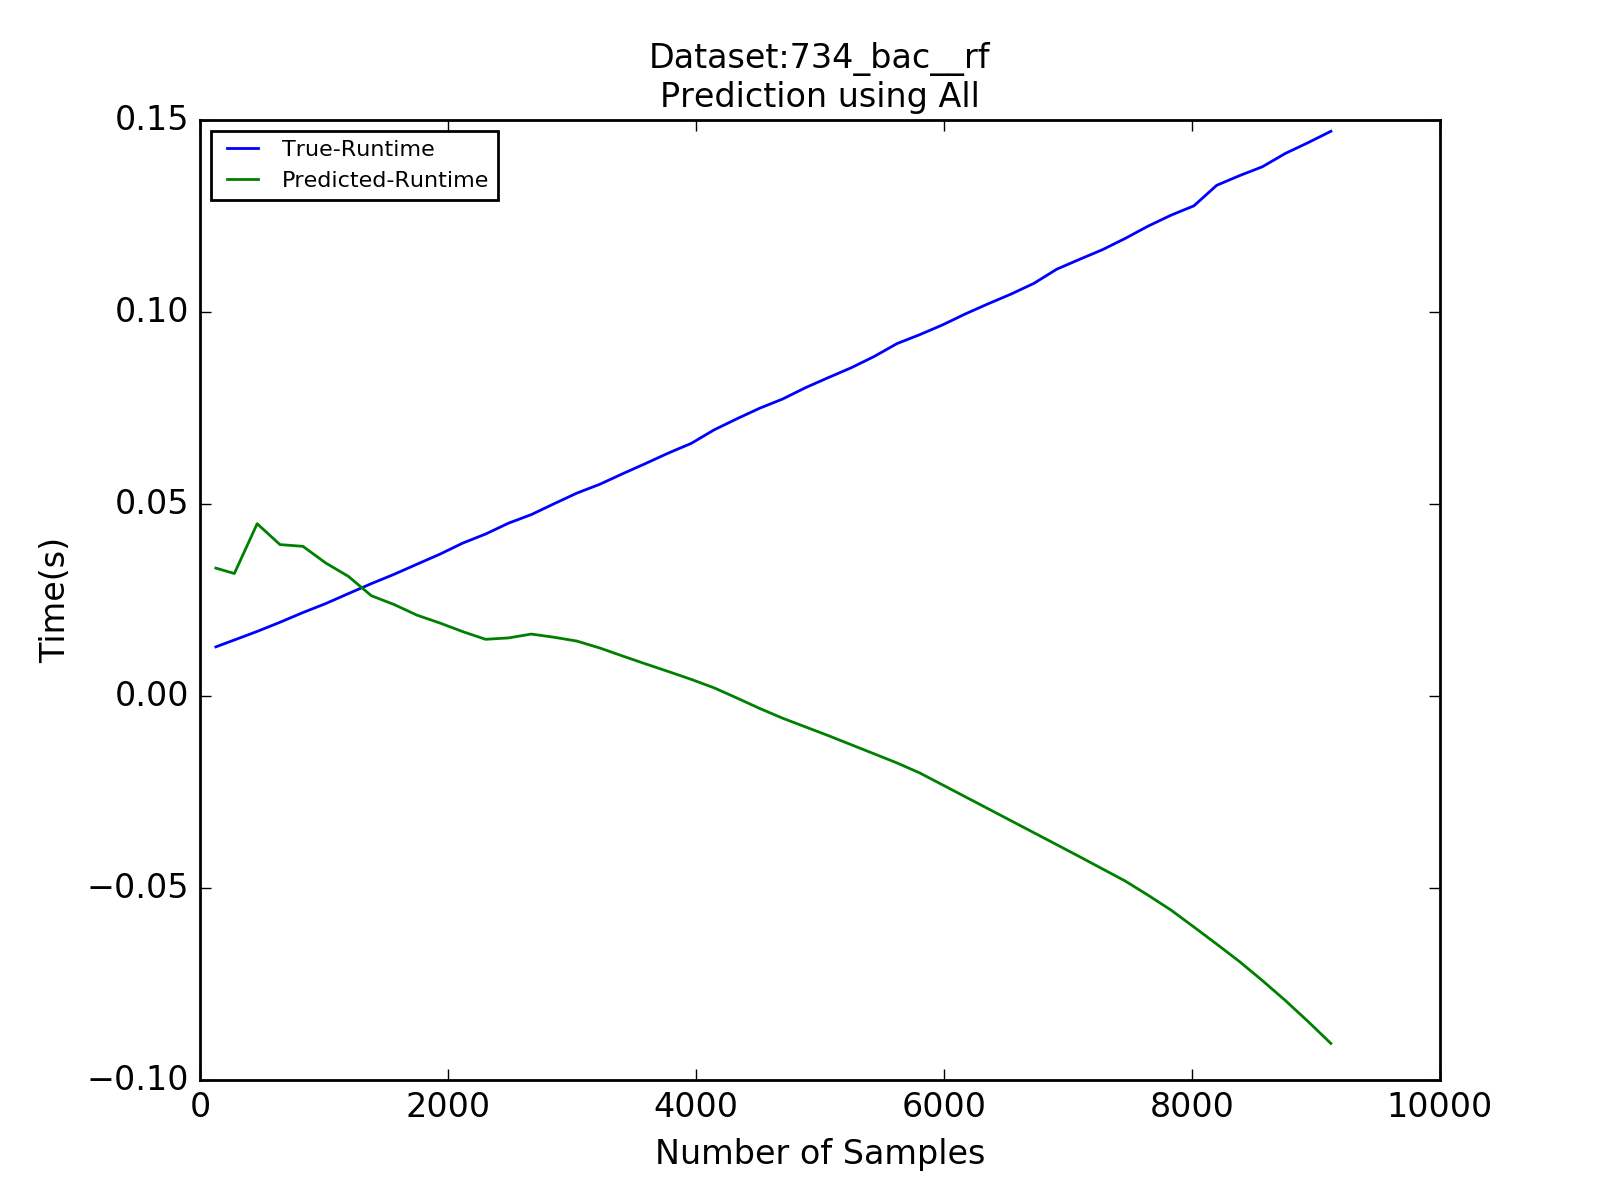 Dataset:734_bac__rf
Prediction using All
0.15
0.10
0.05
0.00
−0.05
−0.10
Time(s)
True-Runtime
Predicted-Runtime
0 2000 4000 6000 8000 10000
Number of Samples